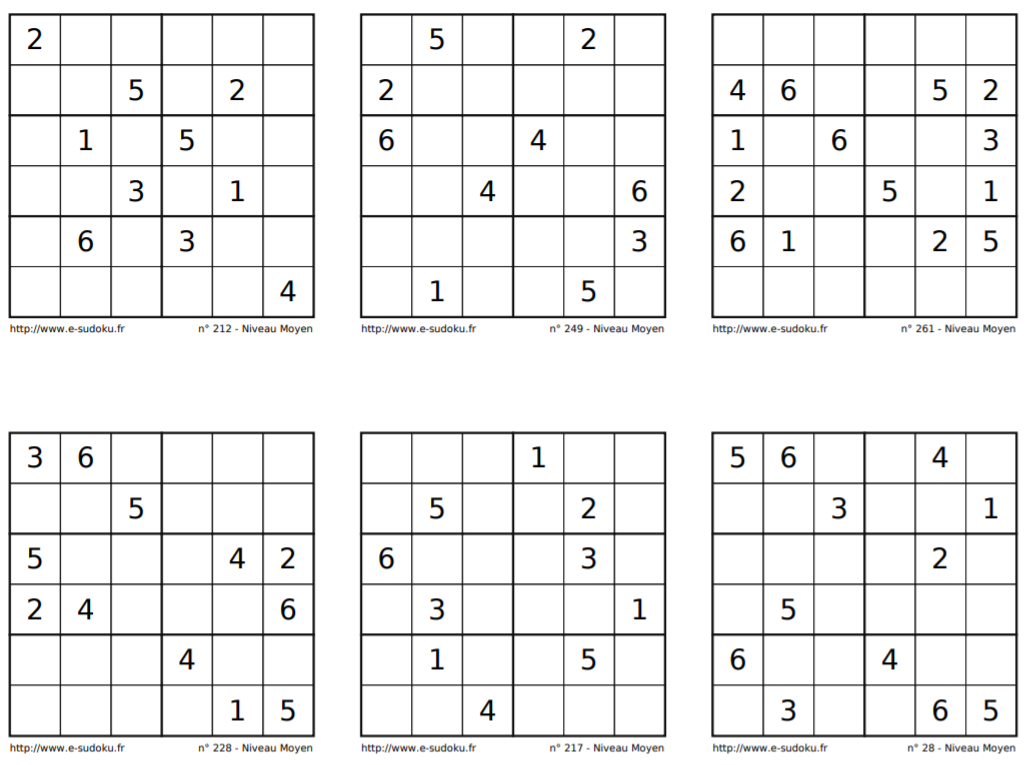 2
5 2
1 5
3 1
6 3
4
http://www.e-sudoku.fr n° 212 - Niveau Moyen
5 2
2
6 4
4 6
3
1 5
http://www.e-sudoku.fr n° 249 - Niveau Moyen
4 6 5 2
1 6 3
2 5 1
6 1 2 5
http://www.e-sudoku.fr n° 261 - Niveau Moyen
3 6
5
5 4 2
2 4 6
4
1 5
http://www.e-sudoku.fr n° 228 - Niveau Moyen
1
5 2
6 3
3 1
1 5
4
http://www.e-sudoku.fr n° 217 - Niveau Moyen
5 6 4
3 1
2
5
6 4
3 6 5
http://www.e-sudoku.fr n° 28 - Niveau Moyen